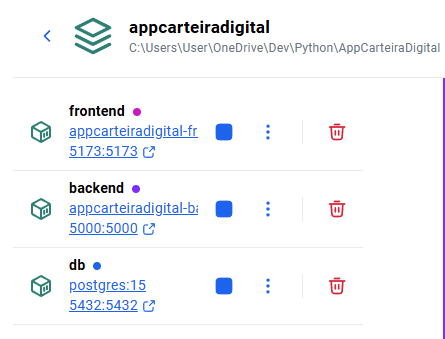 appcarteiradigital
C:\Users\User\OneDrive\Dev\Python\AppCarteiraDigital
frontend
appcarteiradigital-fr
5173:5173
backend
appcarteiradigital-ba
5000:5000
db
postgres:15
5432:5432